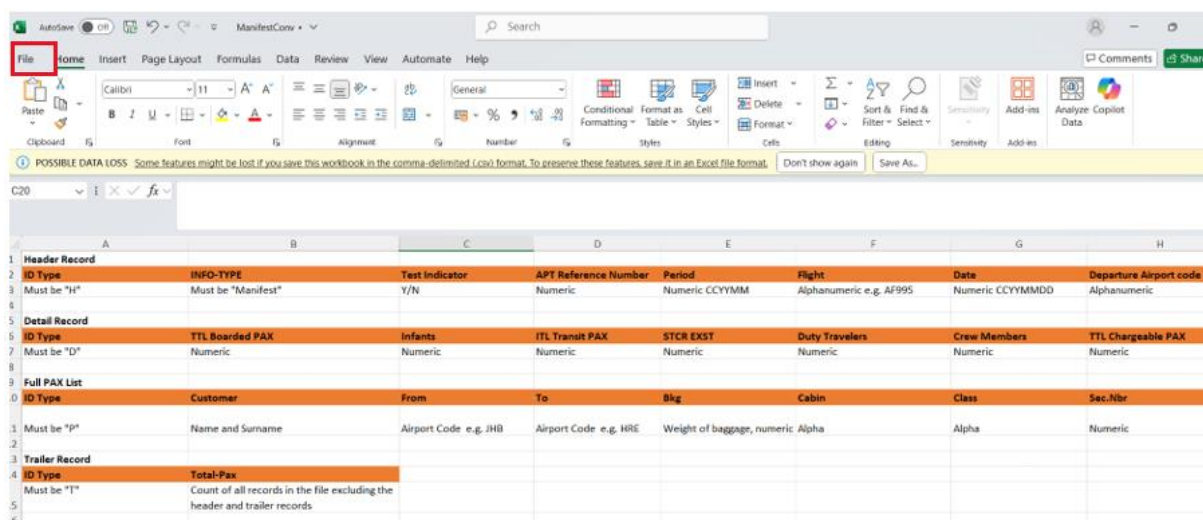 AutoSave Off ManifestConv • Search
File Home Insert Page Layout Formulas Data Review View Automate Help Comments Share
Paste Calibri 11 A^ Aˇ General Conditional Formatting Format as Table Cell Styles Insert Delete Format Sort & Filter Find & Select Sensitivity Add-ins Analyze Data Copilot
B I U A % 9
Clipboard Font Alignment Number Styles Cells Editing Sensitivity Add-ins
POSSIBLE DATA LOSS Some features might be lost if you save this workbook in the comma-delimited (.csv) format. To preserve these features, save it in an Excel file format. Don't show again Save As...
C20 fx
A B C D E F G H
1 Header Record
2 ID Type INFO-TYPE Test Indicator APT Reference Number Period Flight Date Departure Airport code
3 Must be "H" Must be "Manifest" Y/N Numeric Numeric CCYYMM Alphanumeric e.g. AF995 Numeric CCYYMMDD Alphanumeric
4
5 Detail Record
6 ID Type TTL Boarded PAX Infants ITL Transit PAX STCR EXST Duty Travelers Crew Members TTL Chargeable PAX
7 Must be "D" Numeric Numeric Numeric Numeric Numeric Numeric Numeric
8
9 Full PAX List
0 ID Type Customer From To Bkg Cabin Class Sec.Nbr
1 Must be "P" Name and Surname Airport Code e.g. JHB Airport Code e.g. HRE Weight of baggage, numeric Alpha Alpha Numeric
2
3 Trailer Record
4 ID Type Total-Pax
Must be "T" Count of all records in the file excluding the
5 header and trailer records